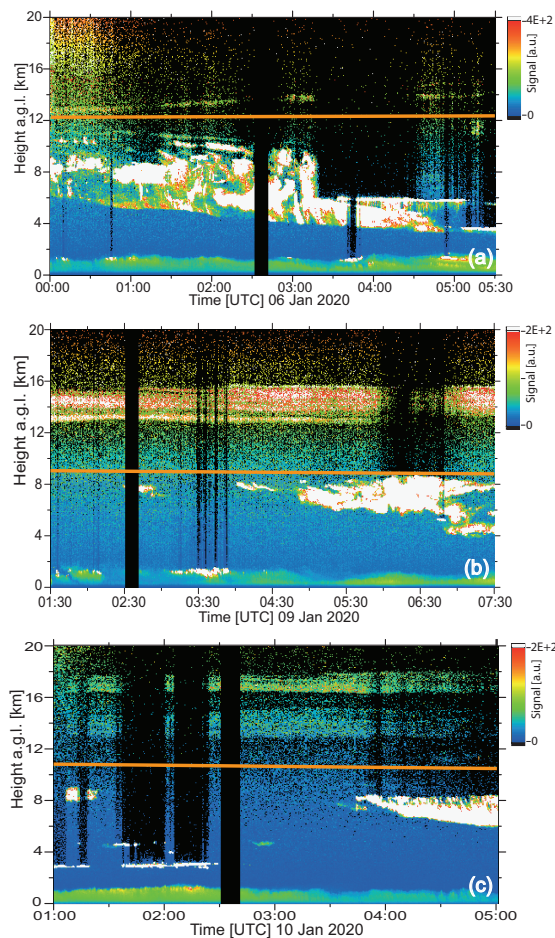 20
16
12
8
4
0
Height a.g.l. [km]
4E+2
0
Signal [a.u.]
(a)
00:00 01:00 02:00 03:00 04:00 05:00 05:30
Time [UTC] 06 Jan 2020
20
16
12
8
4
0
Height a.g.l. [km]
2E+2
0
Signal [a.u.]
(b)
01:30 02:30 03:30 04:30 05:30 06:30 07:30
Time [UTC] 09 Jan 2020
20
16
12
8
4
0
Height a.g.l. [km]
2E+2
0
Signal [a.u.]
(c)
01:00 02:00 03:00 04:00 05:00
Time [UTC] 10 Jan 2020